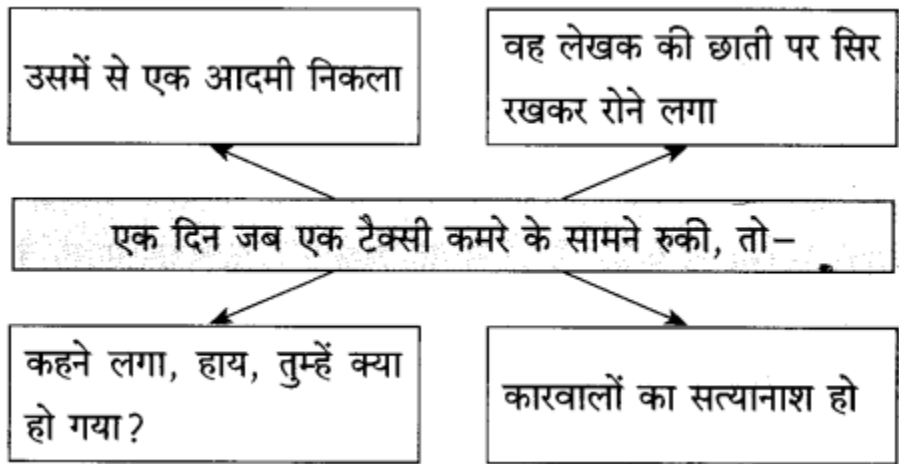 उसमें से एक आदमी निकला
वह लेखक की छाती पर सिर
रखकर रोने लगा
एक दिन जब एक टैक्सी कमरे के सामने रुकी, तो–
कहने लगा, हाय, तुम्हें क्या
हो गया?
कारवालों का सत्यानाश हो